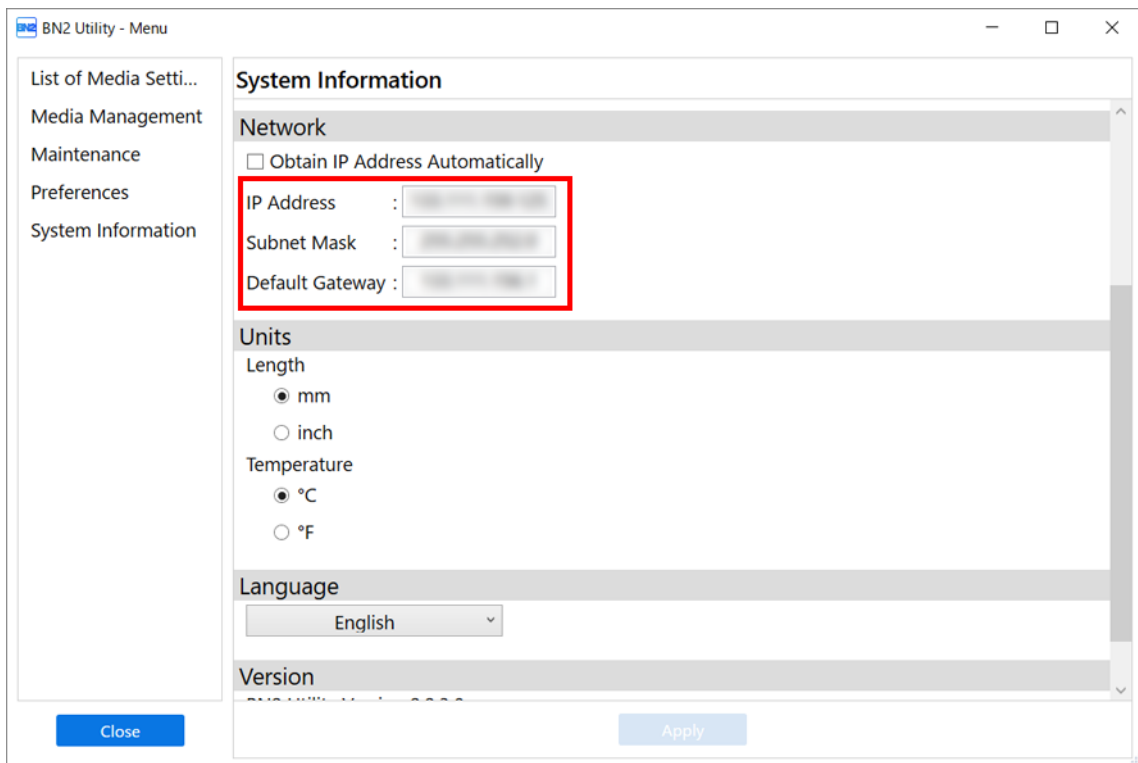 BN2 BN2 Utility - Menu
List of Media Setti...
Media Management
Maintenance
Preferences
System Information
System Information
Network
Obtain IP Address Automatically
IP Address :
Subnet Mask :
Default Gateway :
Units
Length
mm
inch
Temperature
°C
°F
Language
English
Version
Close
Apply